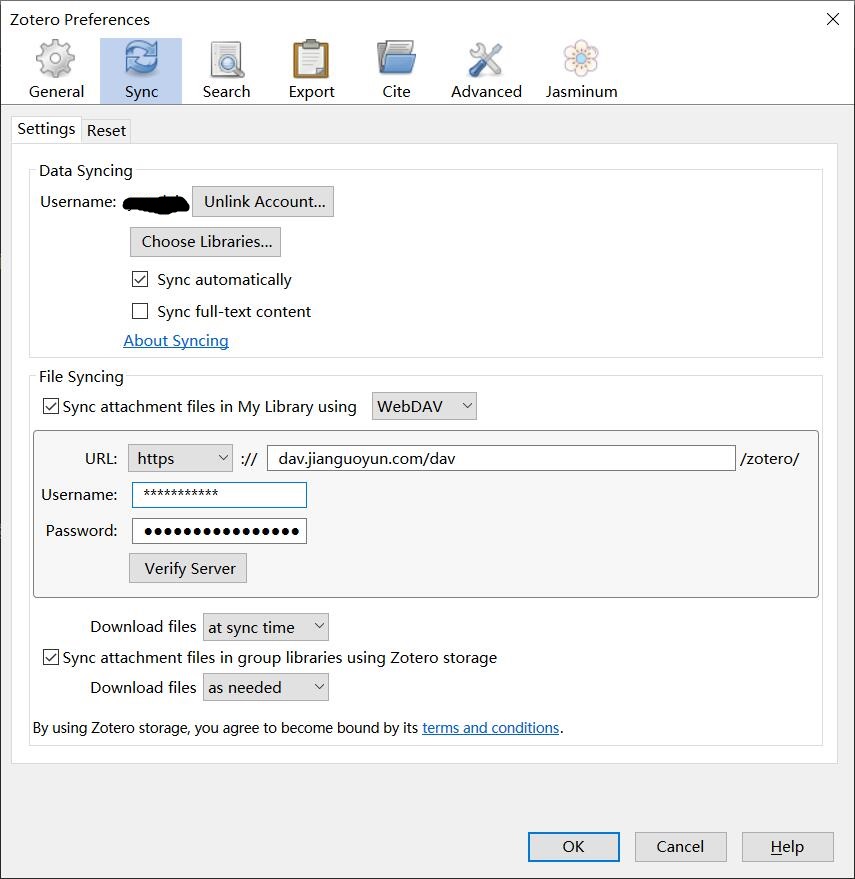 Zotero Preferences
General Sync Search Export Cite Advanced Jasminum
Settings Reset
Data Syncing
Username: Unlink Account...
Choose Libraries...
Sync automatically
Sync full-text content
About Syncing
File Syncing
Sync attachment files in My Library using WebDAV
URL: https :// dav.jianguoyun.com/dav /zotero/
Username: ***********
Password: ●●●●●●●●●●●●●●●●
Verify Server
Download files at sync time
Sync attachment files in group libraries using Zotero storage
Download files as needed
By using Zotero storage, you agree to become bound by its terms and conditions.
OK Cancel Help